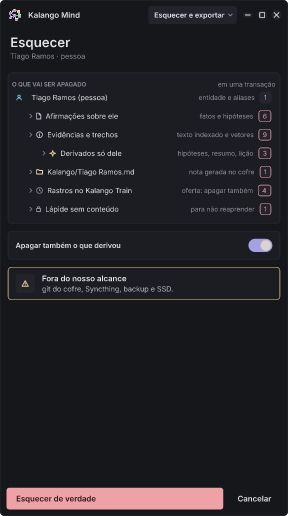 Kalango Mind
Esquecer e exportar
Esquecer
Tiago Ramos · pessoa
O QUE VAI SER APAGADO em uma transação
Tiago Ramos (pessoa) entidade e aliases 1
Afirmações sobre ele fatos e hipóteses 6
Evidências e trechos texto indexado e vetores 9
Derivados só dele hipóteses, resumo, lição 3
Kalango/Tiago Ramos.md nota gerada no cofre 1
Rastros no Kalango Train oferta: apagar também 4
Lápide sem conteúdo para não reaprender 1
Apagar também o que derivou
Fora do nosso alcance
git do cofre, Syncthing, backup e SSD.
Esquecer de verdade Cancelar